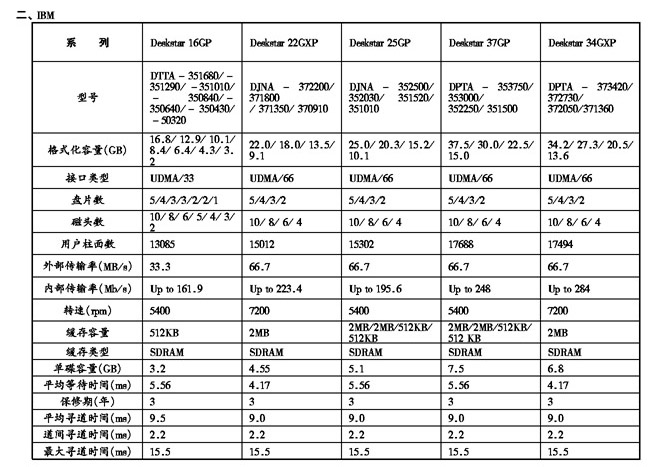 二、IBM
系 列 Deskstar 16GP Deskstar 22GXP Deskstar 25GP Deskstar 37GP Deskstar 34GXP
型号 DTTA - 351680/ - 351290/ - 351010/ - 350840/ - 350640/ - 350430/ - 50320 DJNA - 372200/ 371800 / 371350/ 370910 DJNA - 352500/ 352030/ 351520/ 351010 DPTA - 353750/ 353000/ 352250/ 351500 DPTA - 373420/ 372730/ 372050/371360
格式化容量(GB) 16.8/ 12.9/ 10.1/ 8.4/ 6.4/ 4.3/ 3.2 22.0/ 18.0/ 13.5/ 9.1 25.0/ 20.3/ 15.2/ 10.1 37.5/ 30.0/ 22.5/ 15.0 34.2/ 27.3/ 20.5/ 13.6
接口类型 UDMA/33 UDMA/66 UDMA/66 UDMA/66 UDMA/66
盘片数 5/4/3/3/2/2/1 5/4/3/2 5/4/3/2 5/4/3/2 5/4/3/2
磁头数 10/ 8/ 6/ 5/ 4/ 3/ 2 10/ 8/ 6/ 4 10/ 8/ 6/ 4 10/ 8/ 6/ 4 10/ 8/ 6/ 4
用户柱面数 13085 15012 15302 17688 17494
外部传输率(MB/s) 33.3 66.7 66.7 66.7 66.7
内部传输率(Mb/s) Up to 161.9 Up to 223.4 Up to 195.6 Up to 248 Up to 284
转速(rpm) 5400 7200 5400 5400 7200
缓存容量 512KB 2MB 2MB/2MB/512KB/ 512KB 2MB/2MB/512KB/ 512 KB 2MB
缓存类型 SDRAM SDRAM SDRAM SDRAM SDRAM
单碟容量(GB) 3.2 4.55 5.1 7.5 6.8
平均等待时间(ms) 5.56 4.17 5.56 5.56 4.17
保修期(年) 3 3 3 3 3
平均寻道时间(ms) 9.5 9.0 9.0 9.0 9.0
道间寻道时间(ms) 2.2 2.2 2.2 2.2 2.2
最大寻道时间(ms) 15.5 15.5 15.5 15.5 15.5